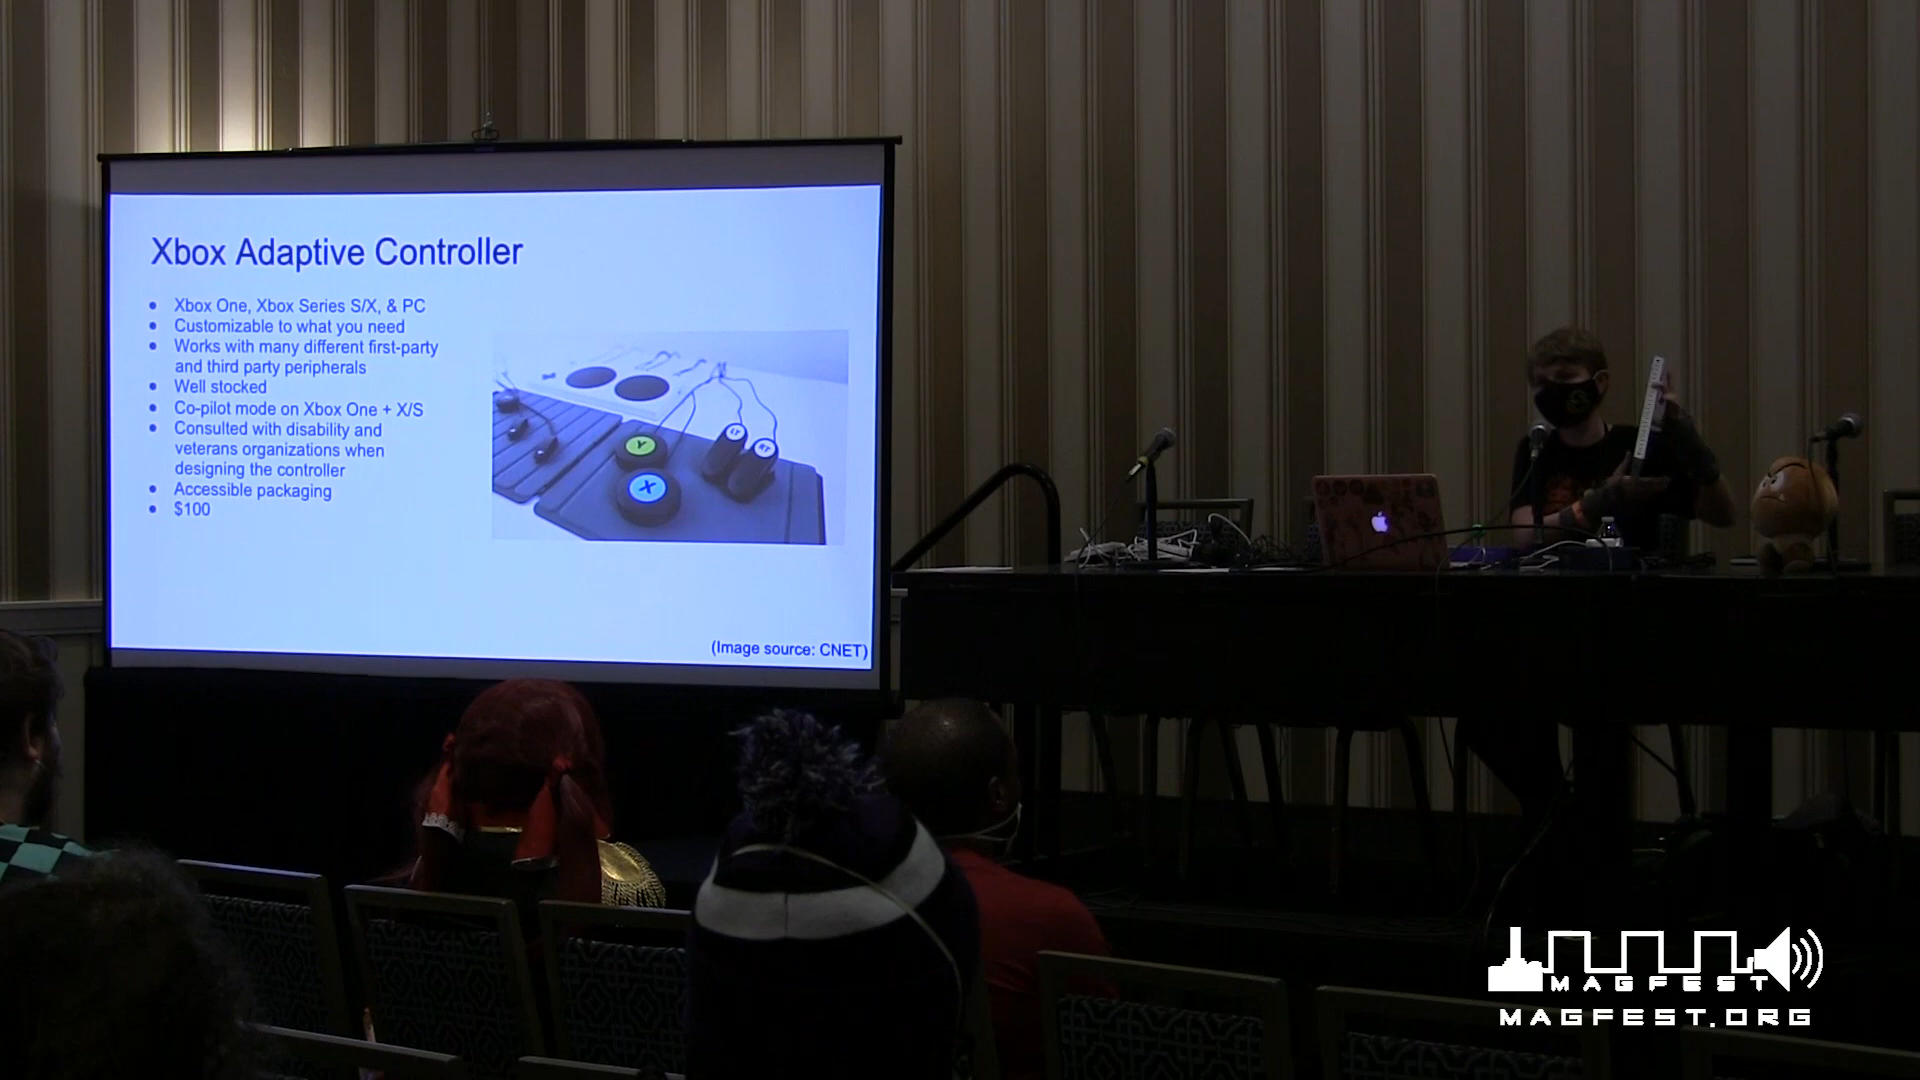 Xbox Adaptive Controller
Xbox One, Xbox Series S/X, & PC
Customizable to what you need
Works with many different first-party
and third party peripherals
Well stocked
Co-pilot mode on Xbox One + X/S
Consulted with disability and
veterans organizations when
designing the controller
Accessible packaging
$100
Y
X
LT
RT
(Image source: CNET)
MAGFEST
MAGFEST.ORG